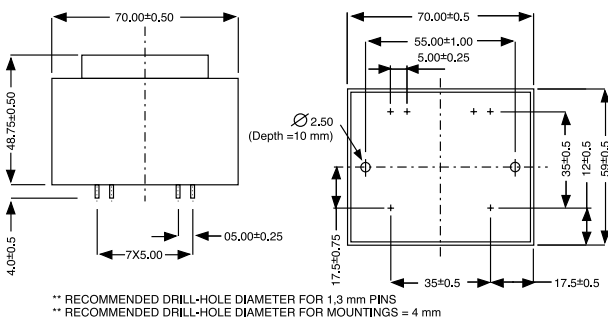 70.00±0.50
48.75±0.50
4.0±0.5
7X5.00
05.00±0.25
70.00±0.5
55.00±1.00
5.00±0.25
Ø 2.50
(Depth =10 mm)
35±0.5
12±0.5
59±0.5
17.5±0.75
35±0.5
17.5±0.5
** RECOMMENDED DRILL-HOLE DIAMETER FOR 1,3 mm PINS
** RECOMMENDED DRILL-HOLE DIAMETER FOR MOUNTINGS = 4 mm